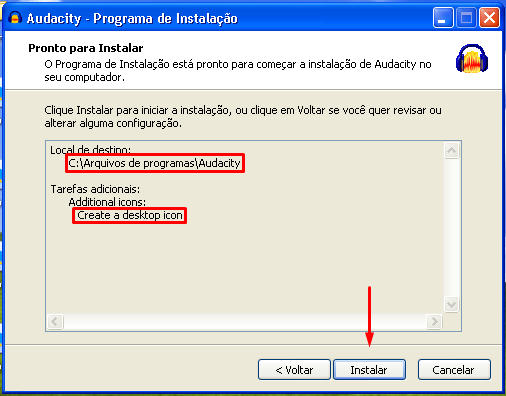 Audacity - Programa de Instalação
Pronto para Instalar
O Programa de Instalação está pronto para começar a instalação de Audacity no
seu computador.
Clique Instalar para iniciar a instalação, ou clique em Voltar se você quer revisar ou
alterar alguma configuração.
Local de destino:
C:\Arquivos de programas\Audacity
Tarefas adicionais:
Additional icons:
Create a desktop icon
< Voltar
Instalar
Cancelar